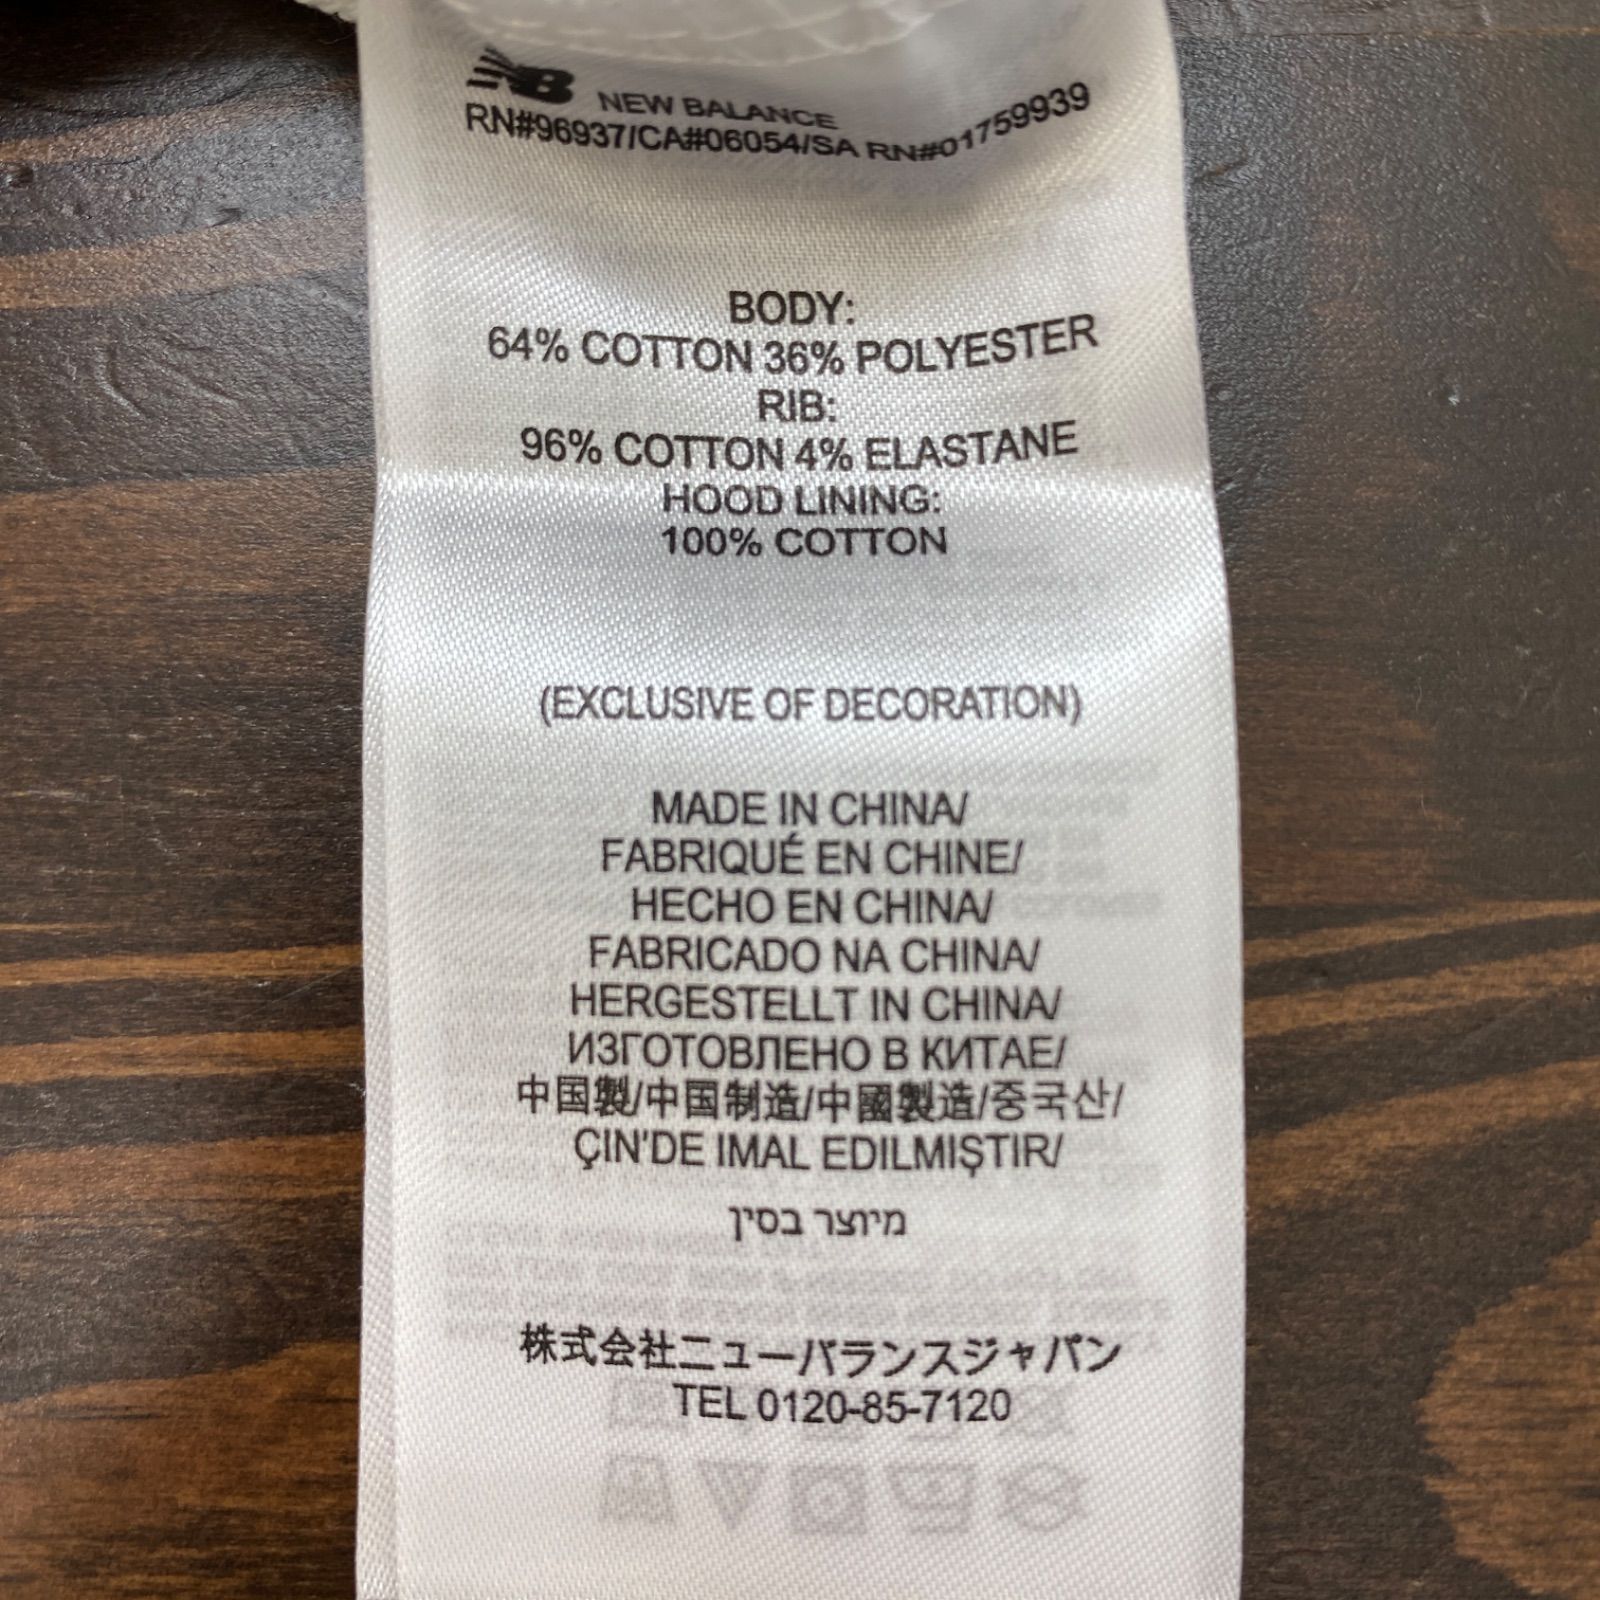 NB NEW BALANCE
RN#96937/CA#06054/SA RN#01759939
BODY:
64% COTTON 36% POLYESTER
RIB:
96% COTTON 4% ELASTANE
HOOD LINING:
100% COTTON
(EXCLUSIVE OF DECORATION)
MADE IN CHINA/
FABRIQUÉ EN CHINE/
HECHO EN CHINA/
FABRICADO NA CHINA/
HERGESTELLT IN CHINA/
ИЗГОТОВЛЕНО В КИТАЕ/
中国製/中国制造/中國製造/중국산/
ÇIN'DE IMAL EDILMIŞTIR/
מיוצר בסין
株式会社ニューバランスジャパン
TEL 0120-85-7120